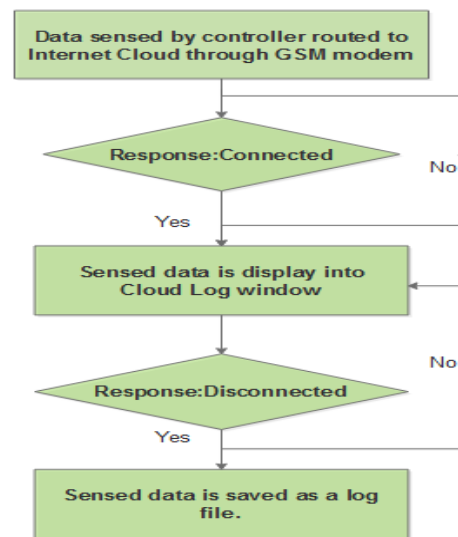 Data sensed by controller routed to
Internet Cloud through GSM modem
Response:Connected
No
Yes
Sensed data is display into
Cloud Log window
No
Response:Disconnected
Yes
Sensed data is saved as a log
file.